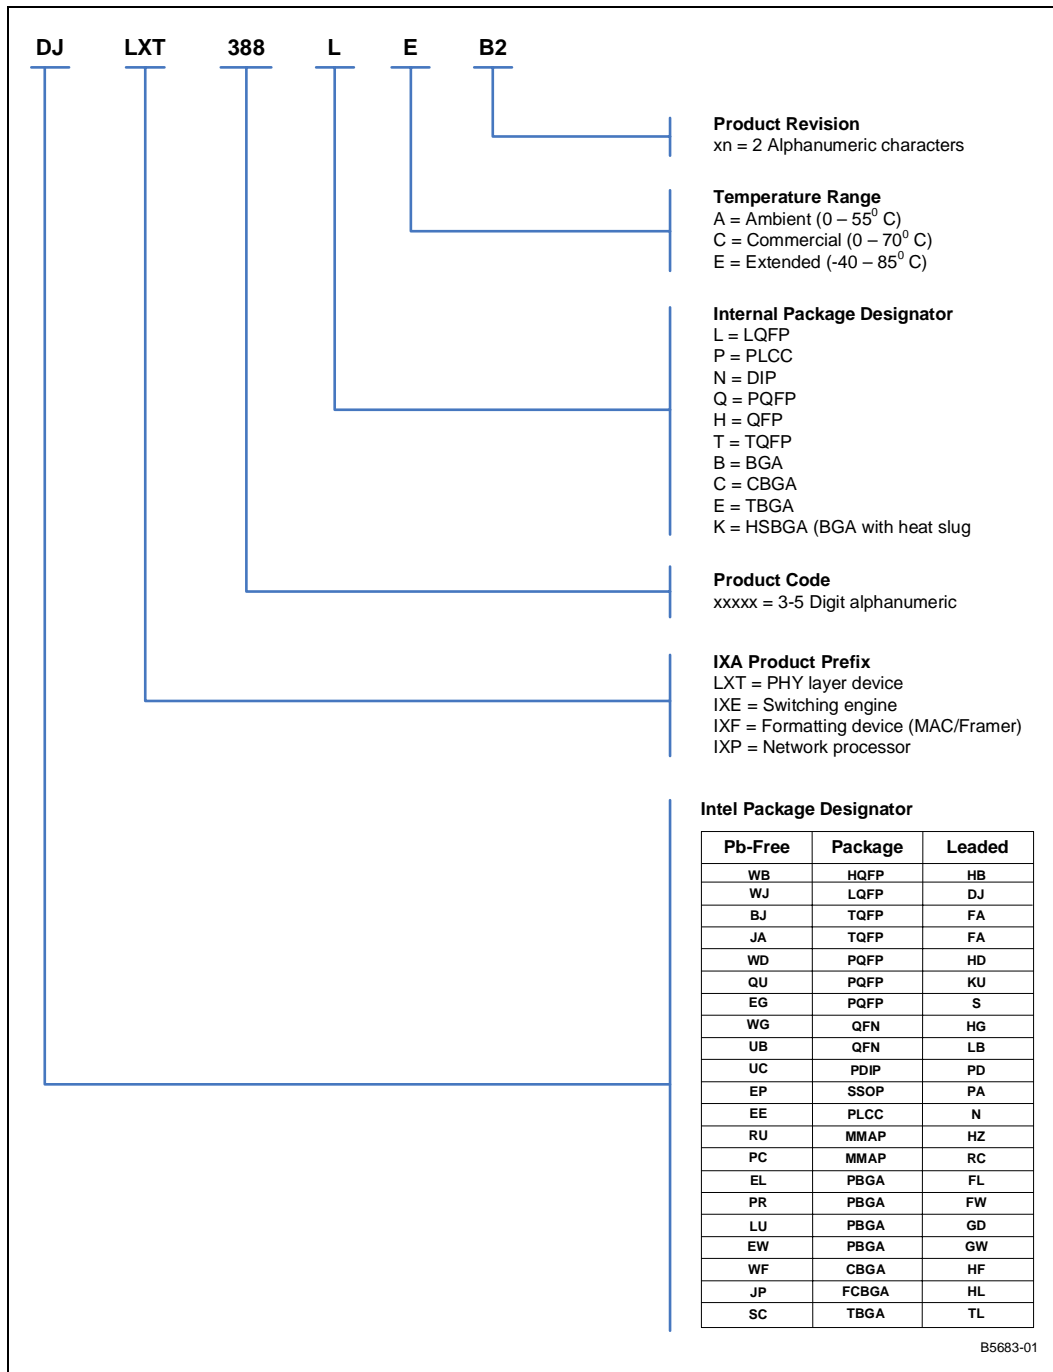 DJ LXT 388 L E B2
Product Revision
xn = 2 Alphanumeric characters
Temperature Range
A = Ambient (0 – 55⁰ C)
C = Commercial (0 – 70⁰ C)
E = Extended (-40 – 85⁰ C)
Internal Package Designator
L = LQFP
P = PLCC
N = DIP
Q = PQFP
H = QFP
T = TQFP
B = BGA
C = CBGA
E = TBGA
K = HSBGA (BGA with heat slug
Product Code
xxxxx = 3-5 Digit alphanumeric
IXA Product Prefix
LXT = PHY layer device
IXE = Switching engine
IXF = Formatting device (MAC/Framer)
IXP = Network processor
Intel Package Designator
Pb-Free Package Leaded
WB HQFP HB
WJ LQFP DJ
BJ TQFP FA
JA TQFP FA
WD PQFP HD
QU PQFP KU
EG PQFP S
WG QFN HG
UB QFN LB
UC PDIP PD
EP SSOP PA
EE PLCC N
RU MMAP HZ
PC MMAP RC
EL PBGA FL
PR PBGA FW
LU PBGA GD
EW PBGA GW
WF CBGA HF
JP FCBGA HL
SC TBGA TL
B5683-01